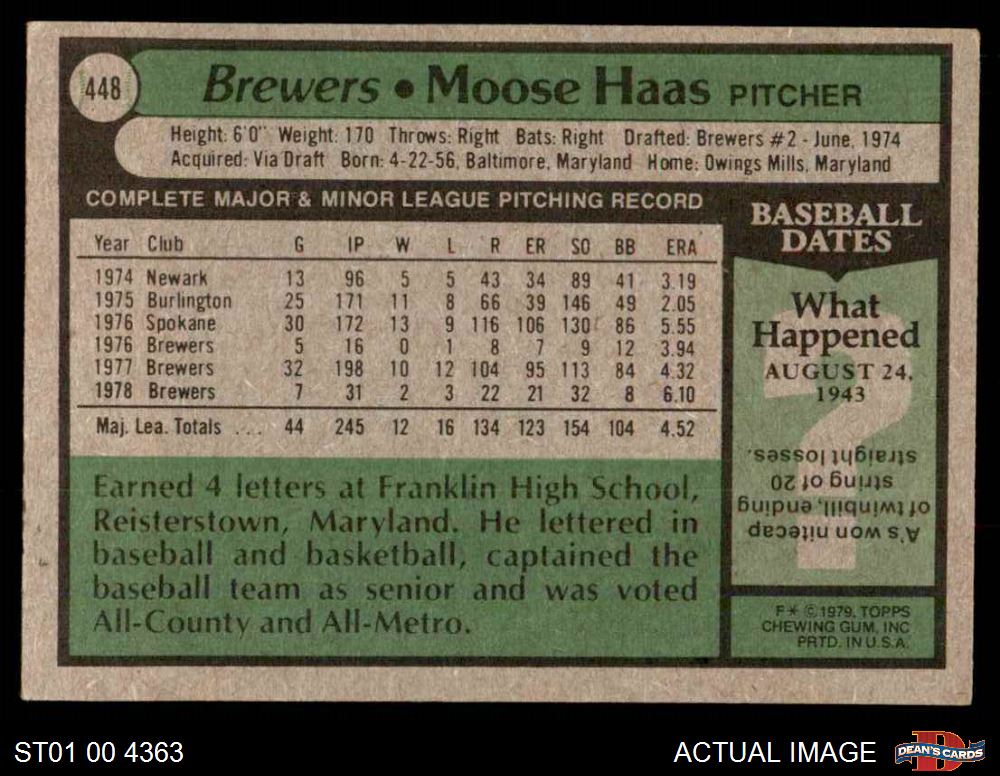 448
Brewers • Moose Haas PITCHER
Height: 6'0" Weight: 170 Throws: Right Bats: Right Drafted: Brewers #2 - June, 1974
Acquired: Via Draft Born: 4-22-56, Baltimore, Maryland Home: Owings Mills, Maryland
COMPLETE MAJOR & MINOR LEAGUE PITCHING RECORD
Year Club G IP W L R ER SO BB ERA
1974 Newark 13 96 5 5 43 34 89 41 3.19
1975 Burlington 25 171 11 8 66 39 146 49 2.05
1976 Spokane 30 172 13 9 116 106 130 86 5.55
1976 Brewers 5 16 0 1 8 7 9 12 3.94
1977 Brewers 32 198 10 12 104 95 113 84 4.32
1978 Brewers 7 31 2 3 22 21 32 8 6.10
Maj. Lea. Totals .... 44 245 12 16 134 123 154 104 4.52
Earned 4 letters at Franklin High School,
Reisterstown, Maryland. He lettered in
baseball and basketball, captained the
baseball team as senior and was voted
All-County and All-Metro.
BASEBALL
DATES
What
Happened
AUGUST 24,
1943
A's won nitecap
of twinbill, ending
string of 20
straight losses.
F* © 1979, TOPPS
CHEWING GUM, INC
PRTD. IN U.S.A.
ST01 00 4363
ACTUAL IMAGE
DEAN'S CARDS